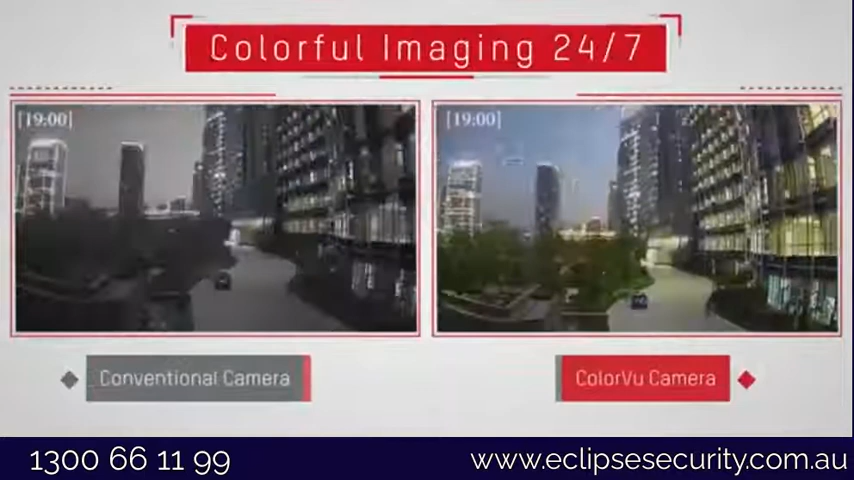 Colorful Imaging 24/7
[19:00]
[19:00]
Conventional Camera
ColorVu Camera
1300 66 11 99
www.eclipsesecurity.com.au